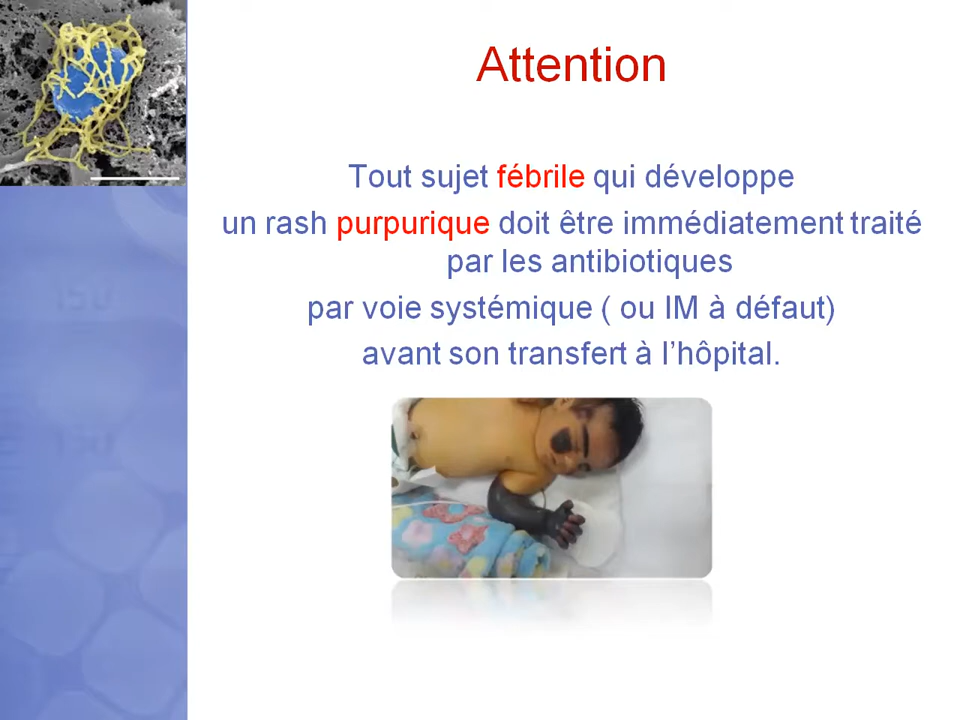 Attention
Tout sujet fébrile qui développe
un rash purpurique doit être immédiatement traité
par les antibiotiques
par voie systémique ( ou IM à défaut)
avant son transfert à l’hôpital.